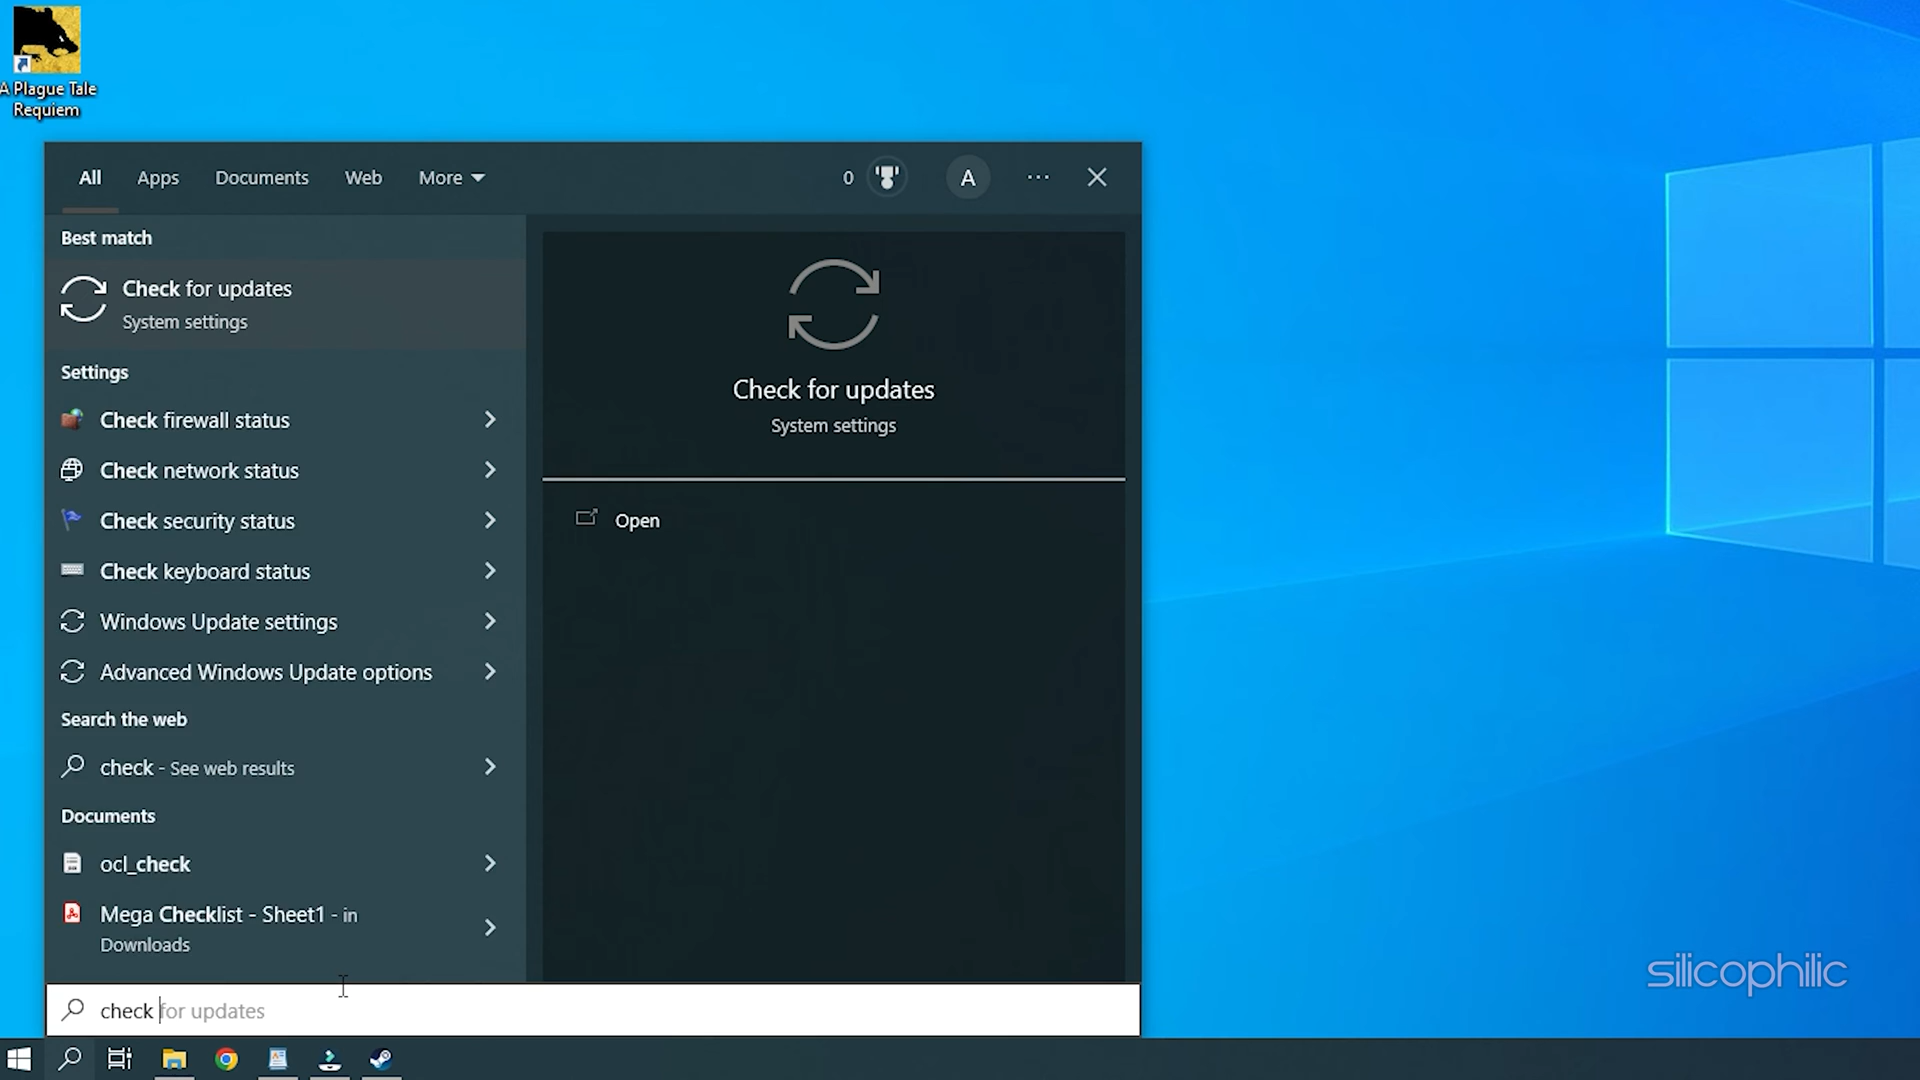 A Plague Tale
Requiem
All Apps Documents Web More 0 A ...
Best match
Check for updates
System settings
Settings
Check firewall status
Check network status
Check security status
Check keyboard status
Windows Update settings
Advanced Windows Update options
Search the web
check - See web results
Documents
ocl_check
Mega Checklist - Sheet1 - in
Downloads
Check for updates
System settings
Open
check for updates
silicophilic